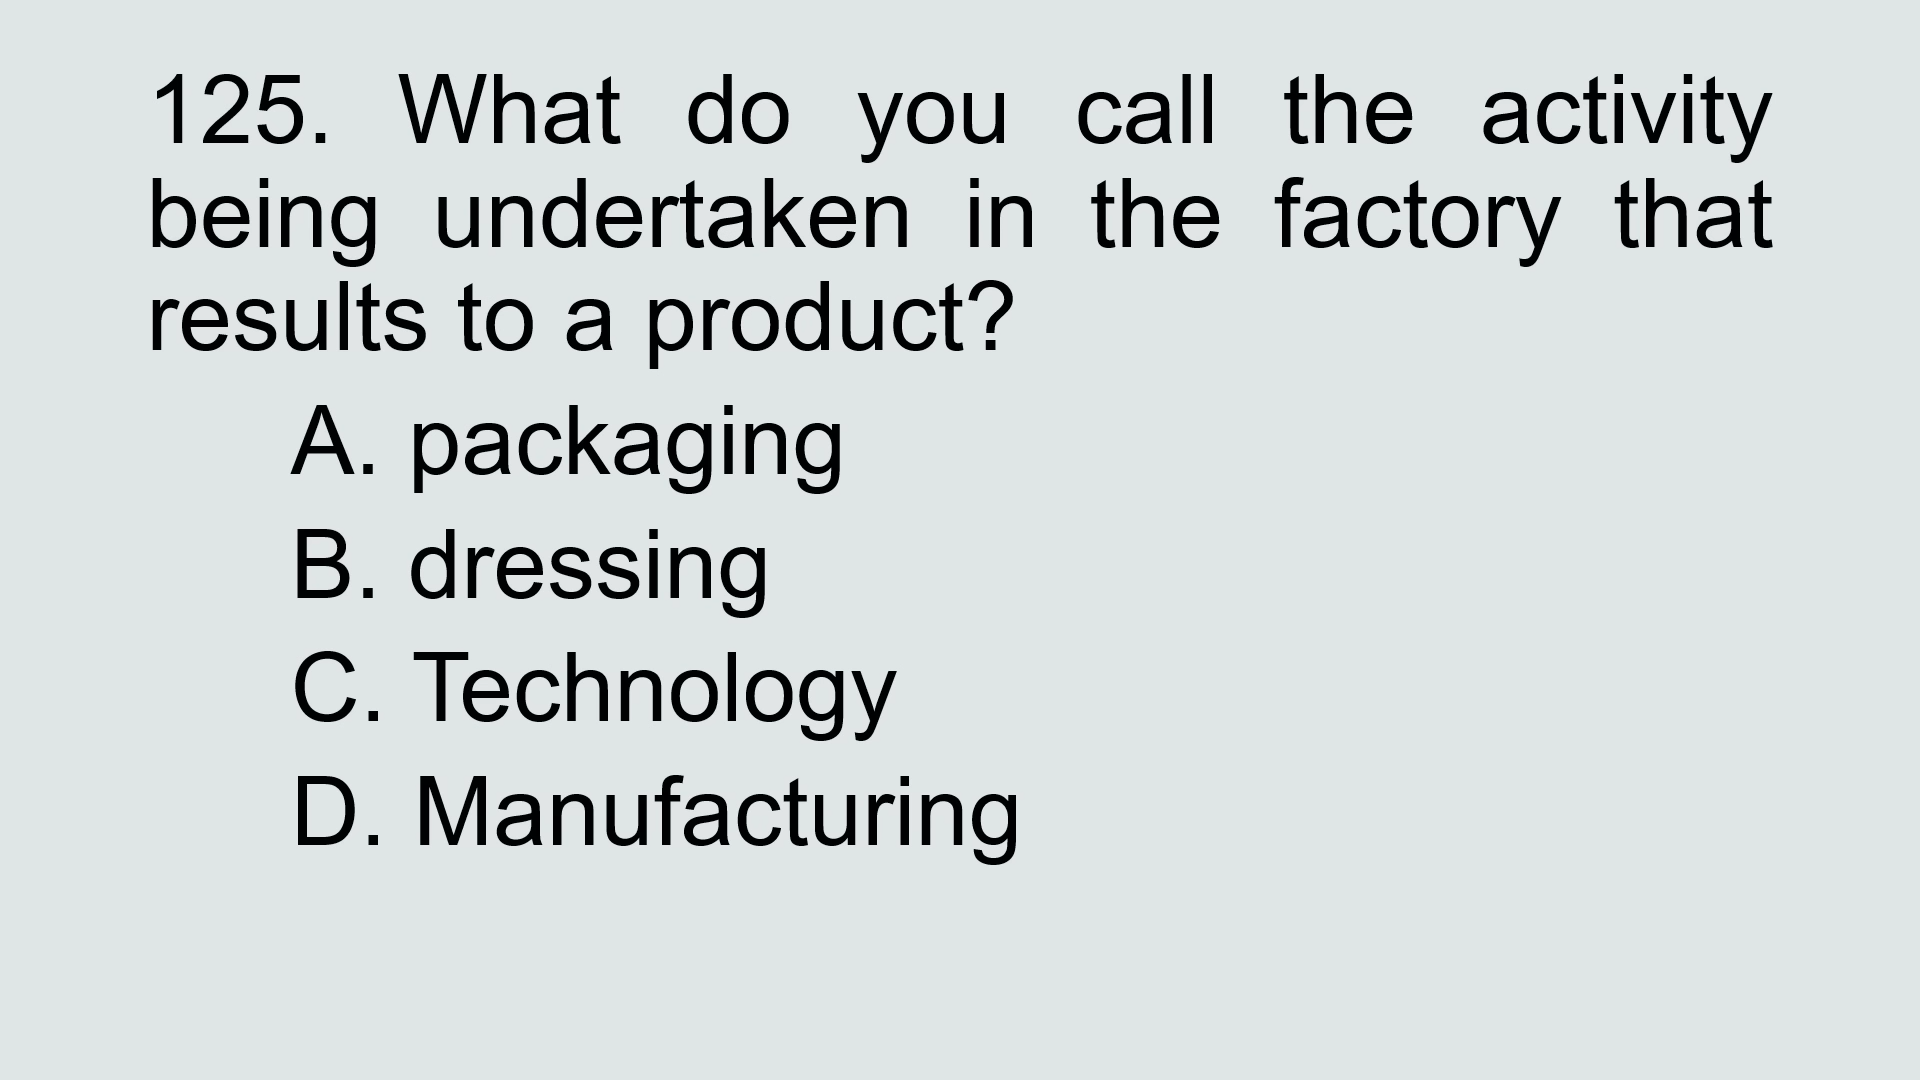 125. What do you call the activity
being undertaken in the factory that
results to a product?
A. packaging
B. dressing
C. Technology
D. Manufacturing